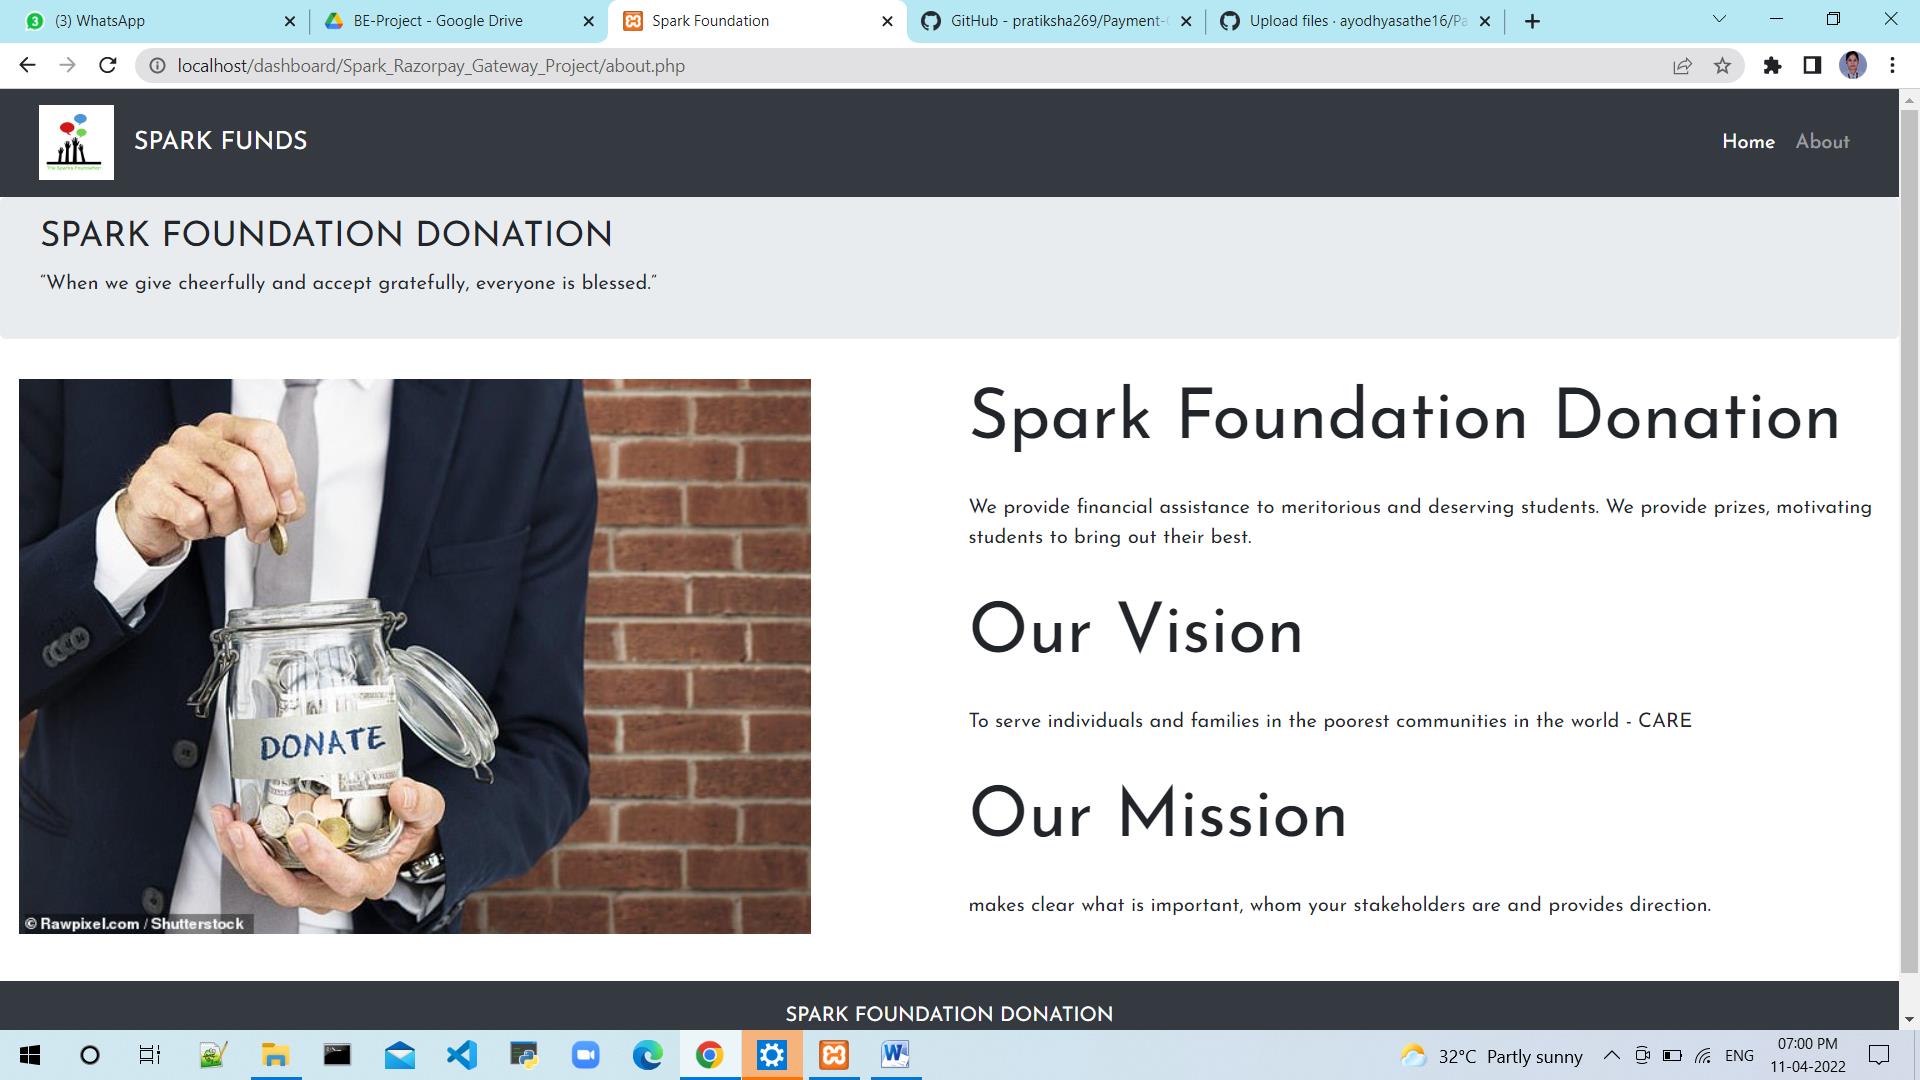 (3) WhatsApp
BE-Project - Google Drive
Spark Foundation
GitHub - pratiksha269/Payment-
Upload files · ayodhyasathe16/Pa
localhost/dashboard/Spark_Razorpay_Gateway_Project/about.php
SPARK FUNDS
Home About
SPARK FOUNDATION DONATION
“When we give cheerfully and accept gratefully, everyone is blessed.”
DONATE
© Rawpixel.com / Shutterstock
Spark Foundation Donation
We provide financial assistance to meritorious and deserving students. We provide prizes, motivating
students to bring out their best.
Our Vision
To serve individuals and families in the poorest communities in the world - CARE
Our Mission
makes clear what is important, whom your stakeholders are and provides direction.
SPARK FOUNDATION DONATION
32°C Partly sunny
ENG
07:00 PM
11-04-2022